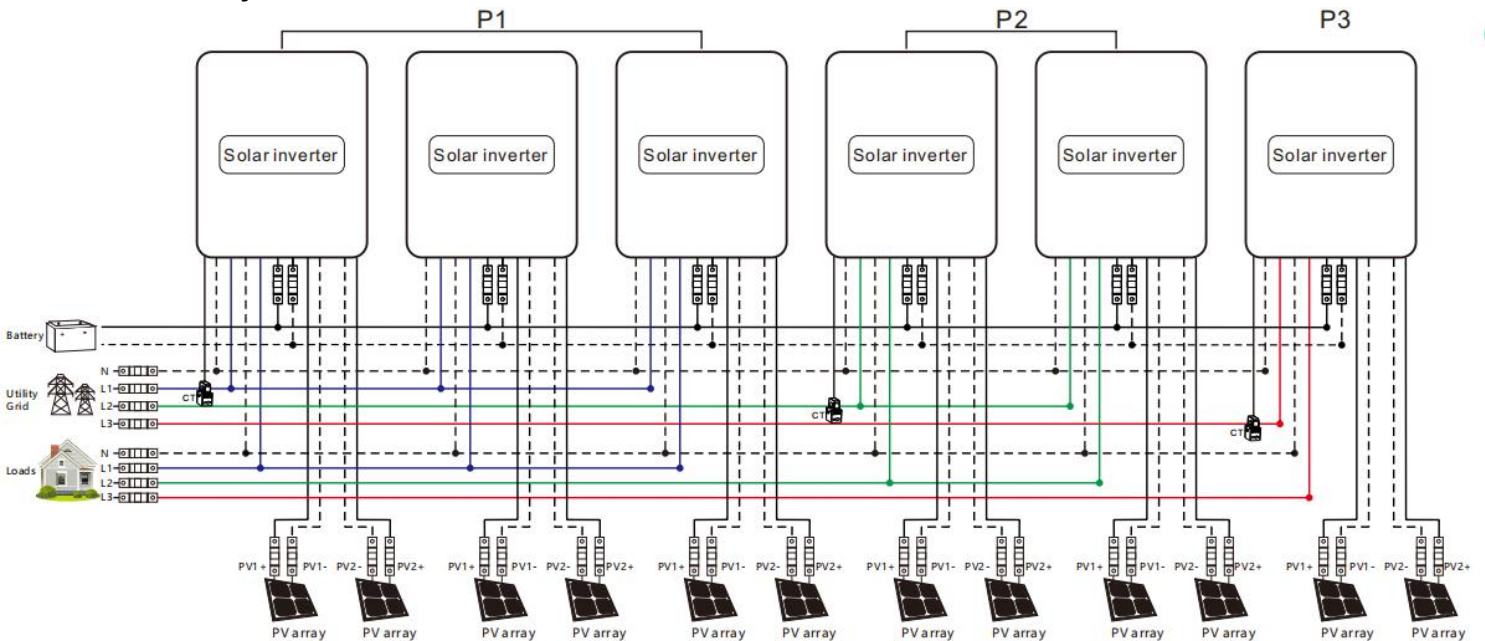 P1 P2 P3
Solar inverter Solar inverter Solar inverter Solar inverter Solar inverter Solar inverter
Battery + -
N
L1
CT
Utility
Grid
L2
CT
L3
CT
N
Loads
L1
L2
L3
PV1+ PV1- PV2- PV2+ PV1+ PV1- PV2- PV2+ PV1+ PV1- PV2- PV2+ PV1+ PV1- PV2- PV2+ PV1+ PV1- PV2- PV2+ PV1+ PV1- PV2- PV2+
PV array PV array PV array PV array PV array PV array PV array PV array PV array PV array PV array PV array